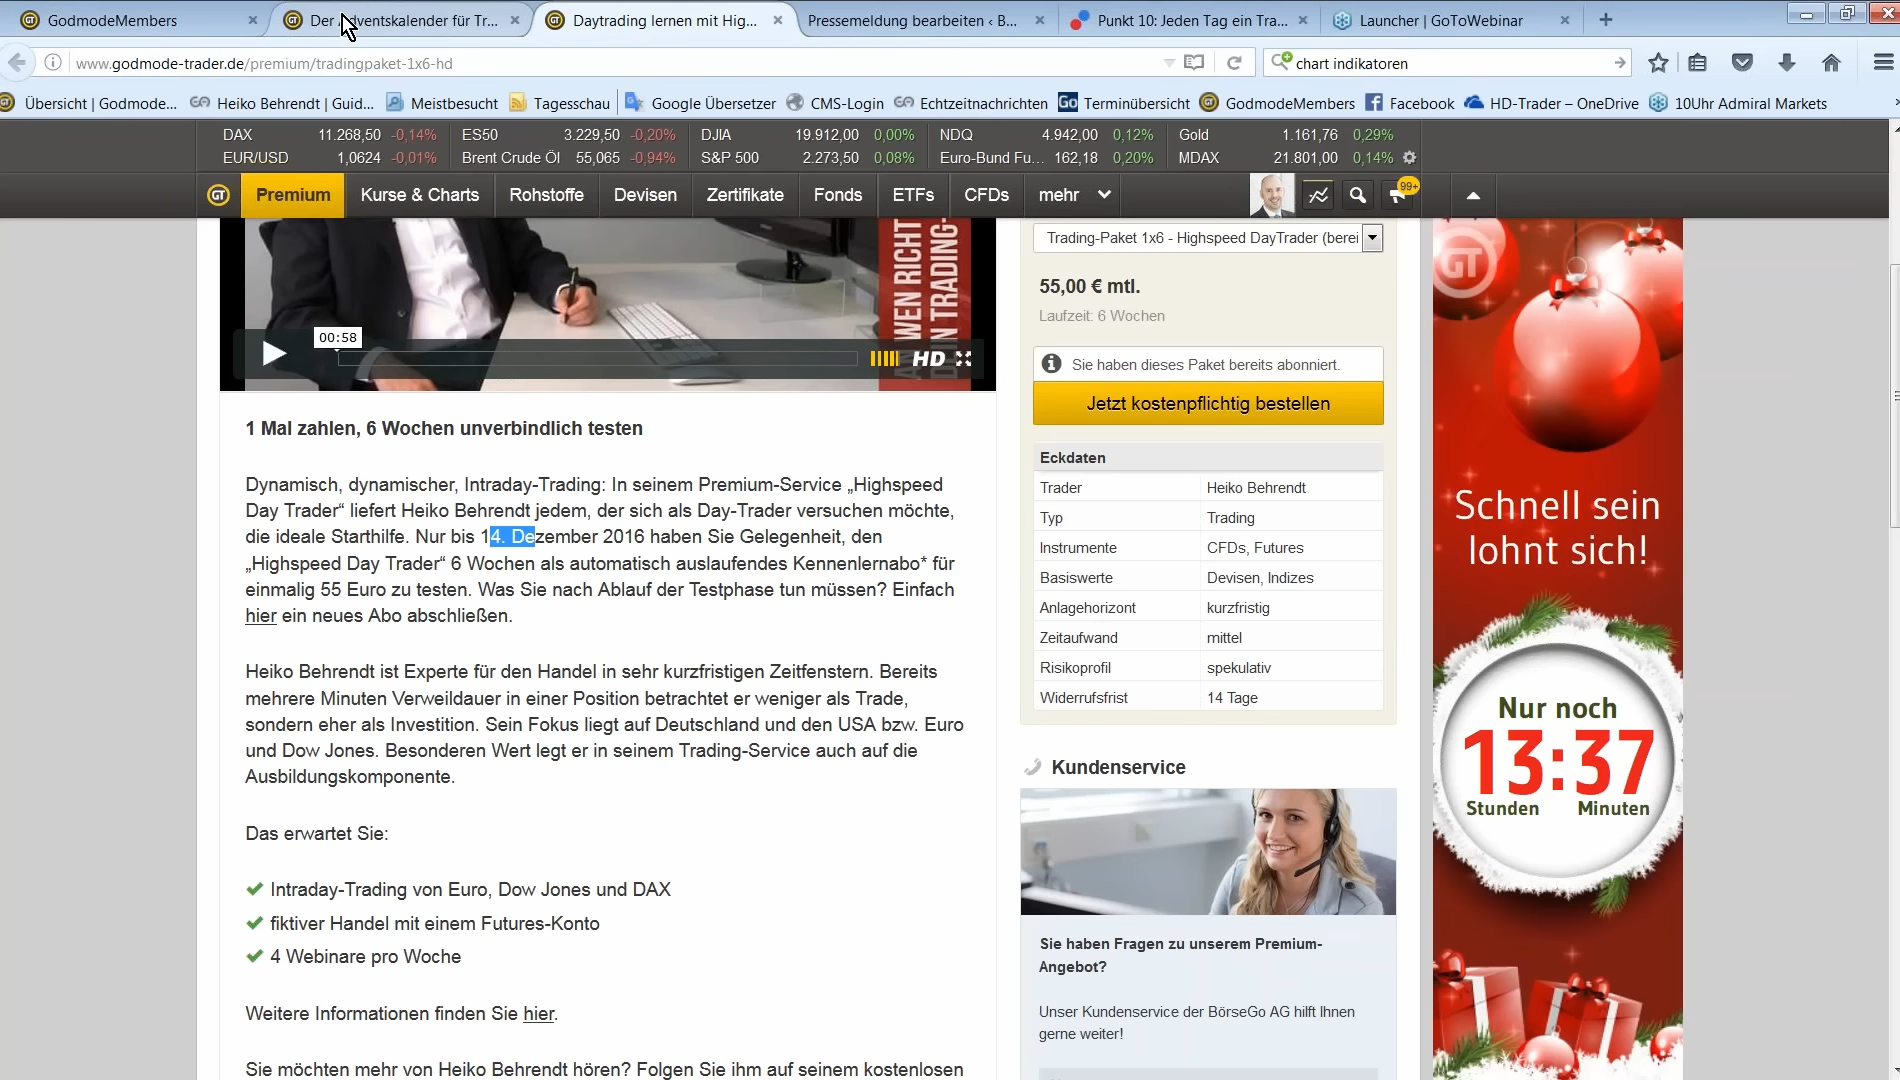 GodmodeMembers
Der Adventskalender für Tr...
Daytrading lernen mit Hig...
Pressemeldung bearbeiten ‹ B...
Punkt 10: Jeden Tag ein Tra...
Launcher | GoToWebinar
www.godmode-trader.de/premium/tradingpaket-1x6-hd
chart indikatoren
Übersicht | Godmode...
Heiko Behrendt | Guid...
Meistbesucht
Tagesschau
Google Übersetzer
CMS-Login
Echtzeitnachrichten
Go Terminübersicht
GodmodeMembers
Facebook
HD-Trader – OneDrive
10Uhr Admiral Markets
DAX 11.268,50 -0,14% ES50 3.229,50 -0,20% DJIA 19.912,00 0,00% NDQ 4.942,00 0,12% Gold 1.161,76 0,29%
EUR/USD 1,0624 -0,01% Brent Crude Öl 55,065 -0,94% S&P 500 2.273,50 0,08% Euro-Bund Fu... 162,18 0,20% MDAX 21.801,00 0,14%
GT Premium Kurse & Charts Rohstoffe Devisen Zertifikate Fonds ETFs CFDs mehr 99+
00:58
HD
1 Mal zahlen, 6 Wochen unverbindlich testen
Dynamisch, dynamischer, Intraday-Trading: In seinem Premium-Service „Highspeed
Day Trader“ liefert Heiko Behrendt jedem, der sich als Day-Trader versuchen möchte,
die ideale Starthilfe. Nur bis 14. Dezember 2016 haben Sie Gelegenheit, den
„Highspeed Day Trader“ 6 Wochen als automatisch auslaufendes Kennenlernabo* für
einmalig 55 Euro zu testen. Was Sie nach Ablauf der Testphase tun müssen? Einfach
hier ein neues Abo abschließen.
Heiko Behrendt ist Experte für den Handel in sehr kurzfristigen Zeitfenstern. Bereits
mehrere Minuten Verweildauer in einer Position betrachtet er weniger als Trade,
sondern eher als Investition. Sein Fokus liegt auf Deutschland und den USA bzw. Euro
und Dow Jones. Besonderen Wert legt er in seinem Trading-Service auch auf die
Ausbildungskomponente.
Das erwartet Sie:
Intraday-Trading von Euro, Dow Jones und DAX
fiktiver Handel mit einem Futures-Konto
4 Webinare pro Woche
Weitere Informationen finden Sie hier.
Sie möchten mehr von Heiko Behrendt hören? Folgen Sie ihm auf seinem kostenlosen
Trading-Paket 1x6 - Highspeed DayTrader (berei
55,00 € mtl.
Laufzeit: 6 Wochen
Sie haben dieses Paket bereits abonniert.
Jetzt kostenpflichtig bestellen
Eckdaten
Trader Heiko Behrendt
Typ Trading
Instrumente CFDs, Futures
Basiswerte Devisen, Indizes
Anlagehorizont kurzfristig
Zeitaufwand mittel
Risikoprofil spekulativ
Widerrufsfrist 14 Tage
Kundenservice
Sie haben Fragen zu unserem Premium-
Angebot?
Unser Kundenservice der BörseGo AG hilft Ihnen
gerne weiter!
GT
Schnell sein
lohnt sich!
Nur noch
13:37
Stunden Minuten